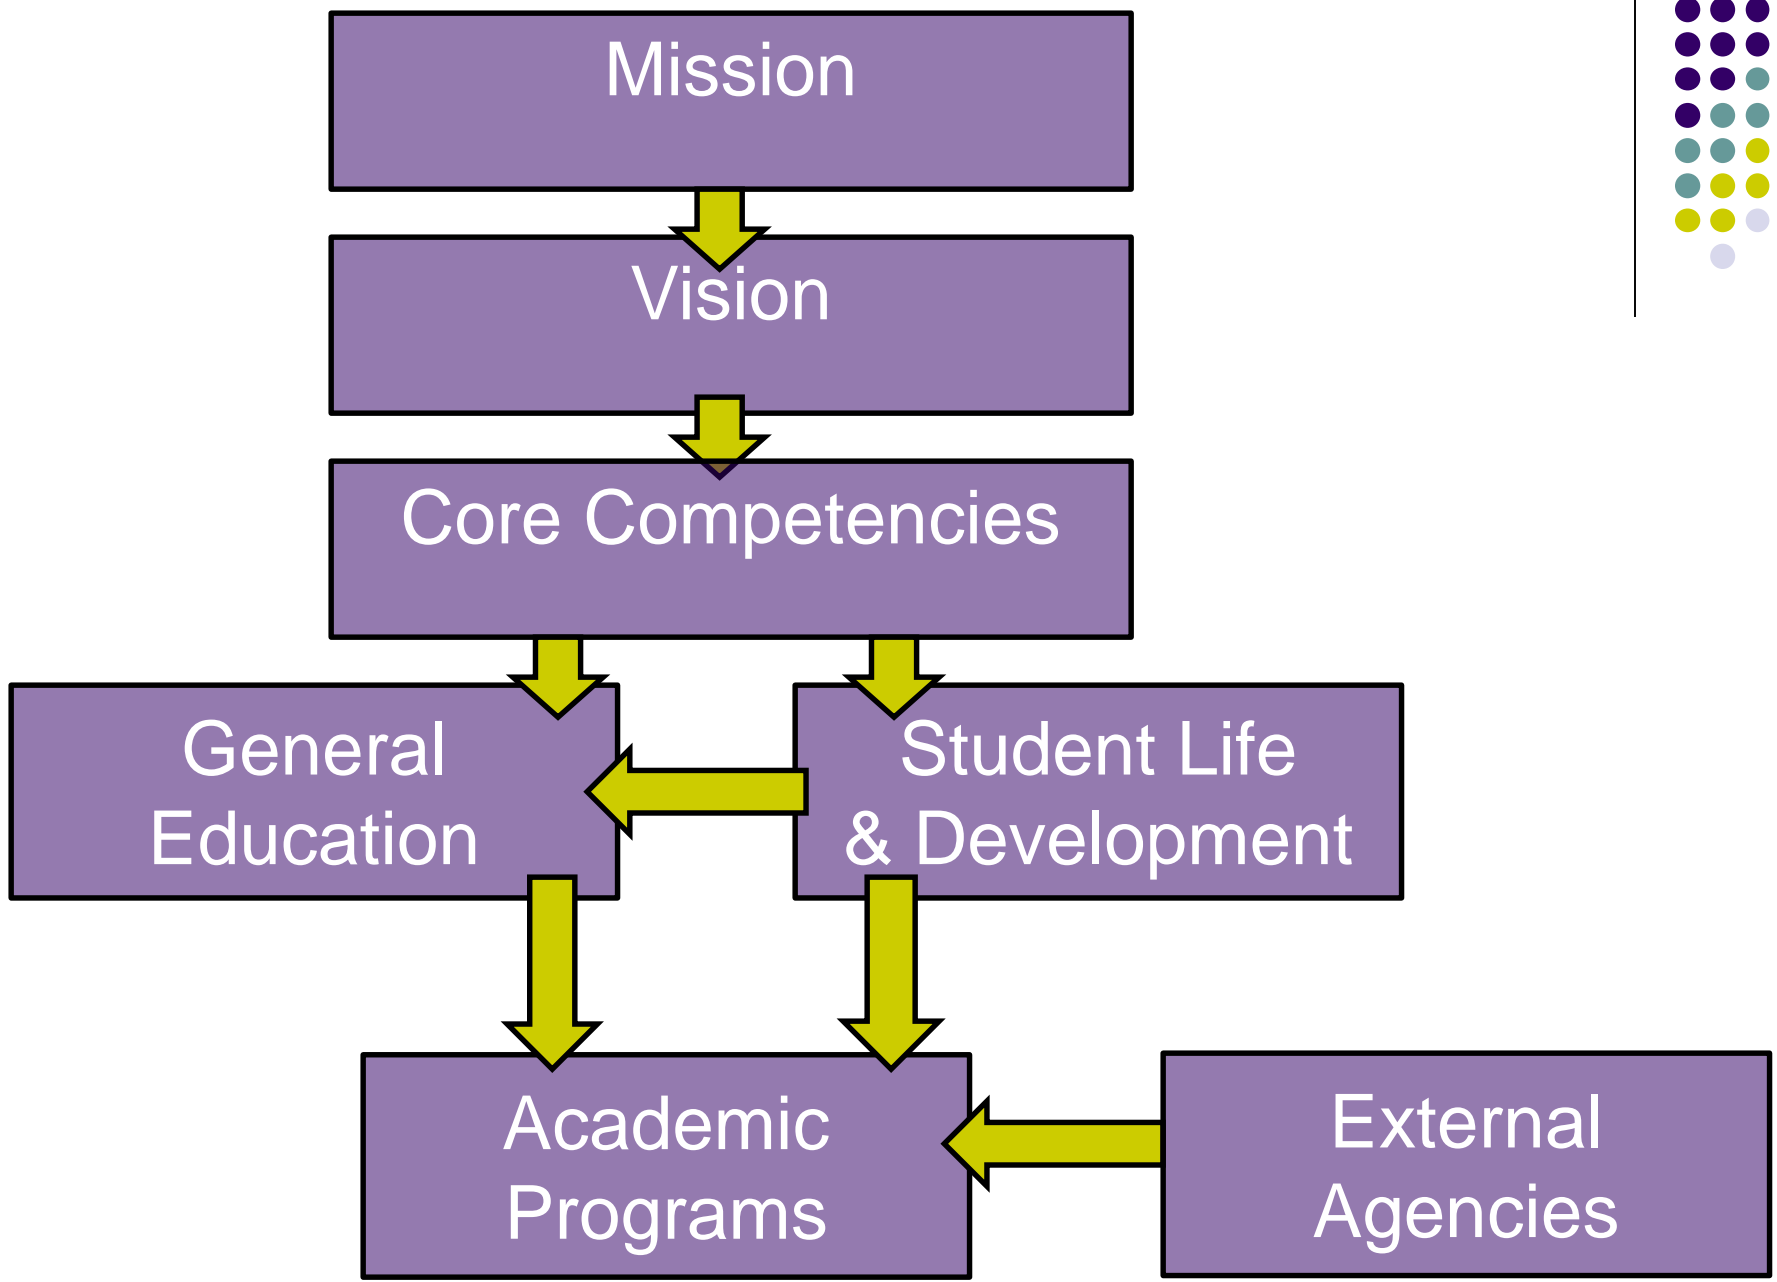 Mission
Vision
Core Competencies
General
Education
Student Life
& Development
Academic
Programs
External
Agencies